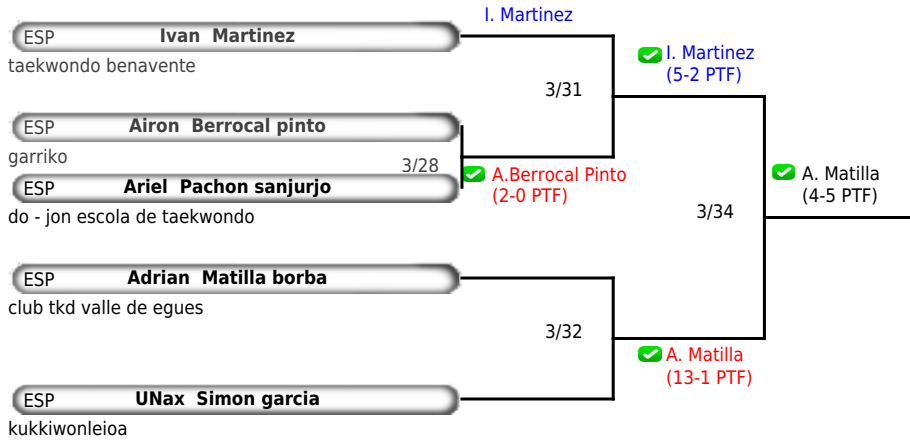 I. Martinez
ESP Ivan Martinez
taekwondo benavente
3/31
I. Martinez
(5-2 PTF)
ESP Airon Berrocal pinto
garriko
3/28
A.Berrocal Pinto
(2-0 PTF)
ESP Ariel Pachon sanjurjo
do - jon escola de taekwondo
3/34
A. Matilla
(4-5 PTF)
ESP Adrian Matilla borba
club tkd valle de egues
3/32
A. Matilla
(13-1 PTF)
ESP UNax Simon garcia
kukkiwonleioa